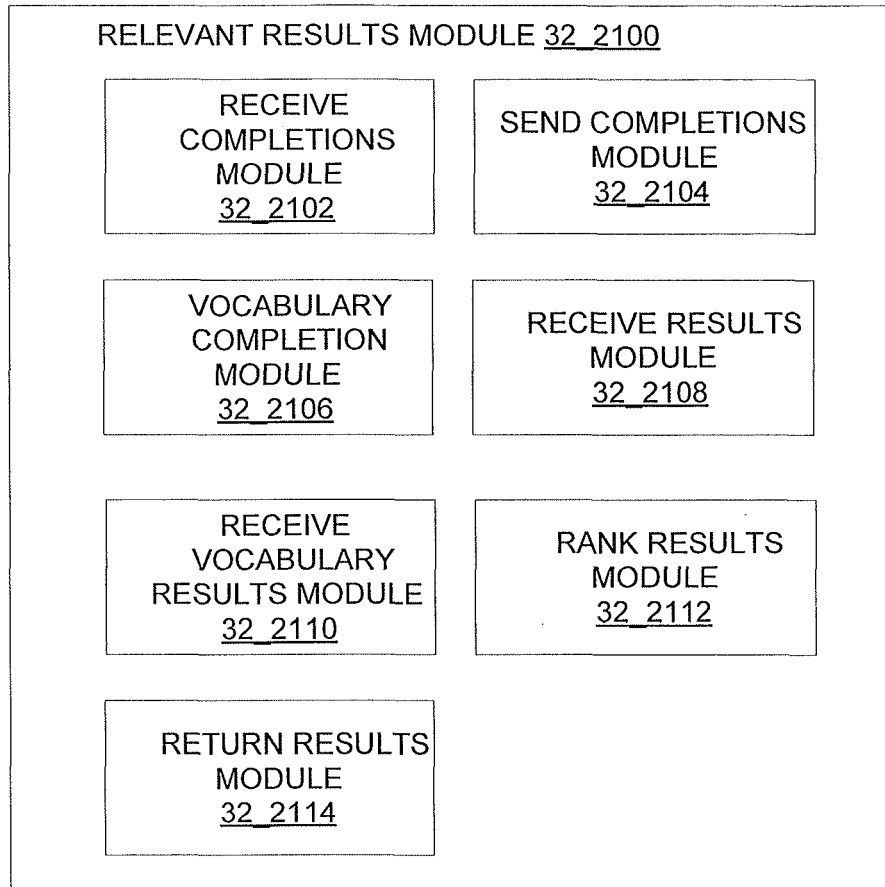 RELEVANT RESULTS MODULE 32_2100
RECEIVE
COMPLETIONS
MODULE
32_2102
SEND COMPLETIONS
MODULE
32_2104
VOCABULARY
COMPLETION
MODULE
32_2106
RECEIVE RESULTS
MODULE
32_2108
RECEIVE
VOCABULARY
RESULTS MODULE
32_2110
RANK RESULTS
MODULE
32_2112
RETURN RESULTS
MODULE
32_2114